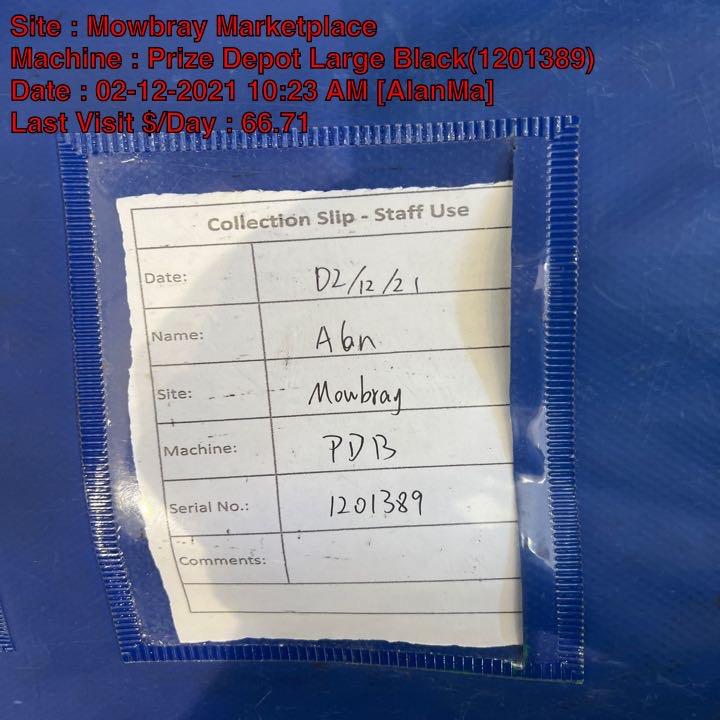 Site : Mowbray Marketplace
Machine : Prize Depot Large Black(1201389)
Date : 02-12-2021 10:23 AM [AlanMa]
Last Visit $/Day : 66.71
Collection Slip - Staff Use
Date: 02/12/21
Name: Alan
Site: Mowbray
Machine: PDB
Serial No.: 1201389
Comments: